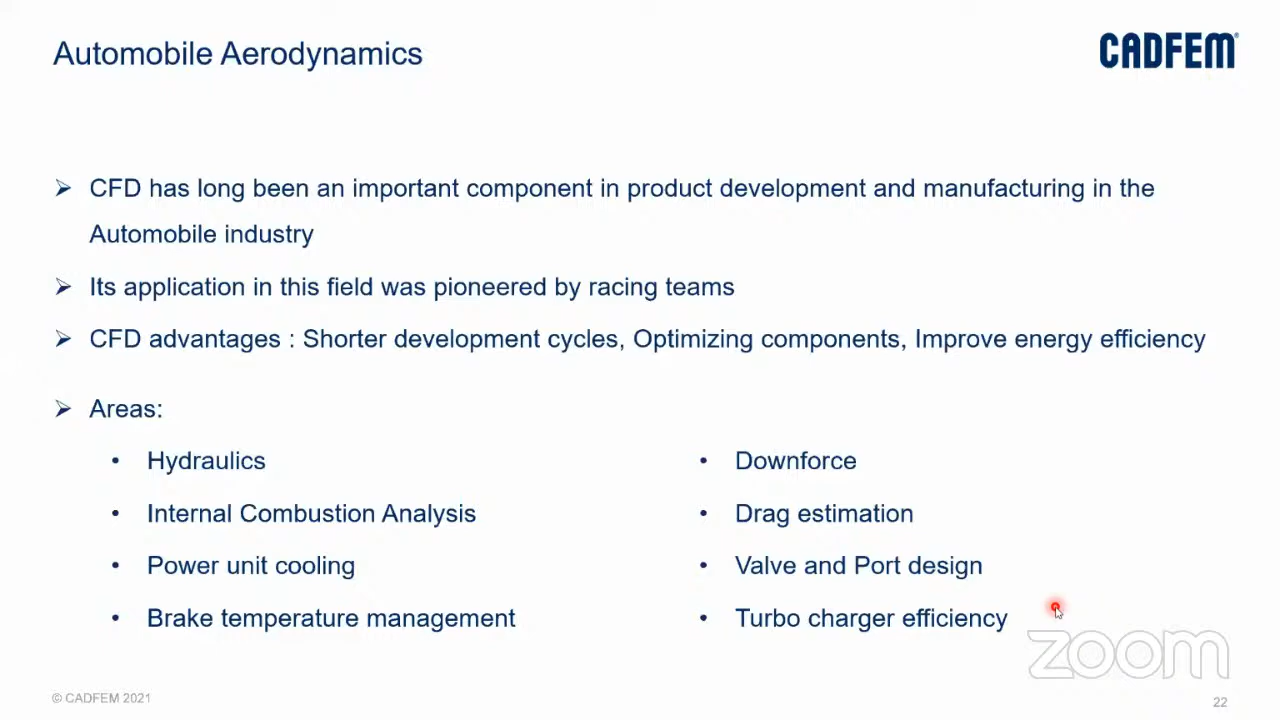 Automobile Aerodynamics
CADFEM®
➢ CFD has long been an important component in product development and manufacturing in the
Automobile industry
➢ Its application in this field was pioneered by racing teams
➢ CFD advantages : Shorter development cycles, Optimizing components, Improve energy efficiency
➢ Areas:
• Hydraulics
• Internal Combustion Analysis
• Power unit cooling
• Brake temperature management
• Downforce
• Drag estimation
• Valve and Port design
• Turbo charger efficiency
zoom
© CADFEM 2021
22